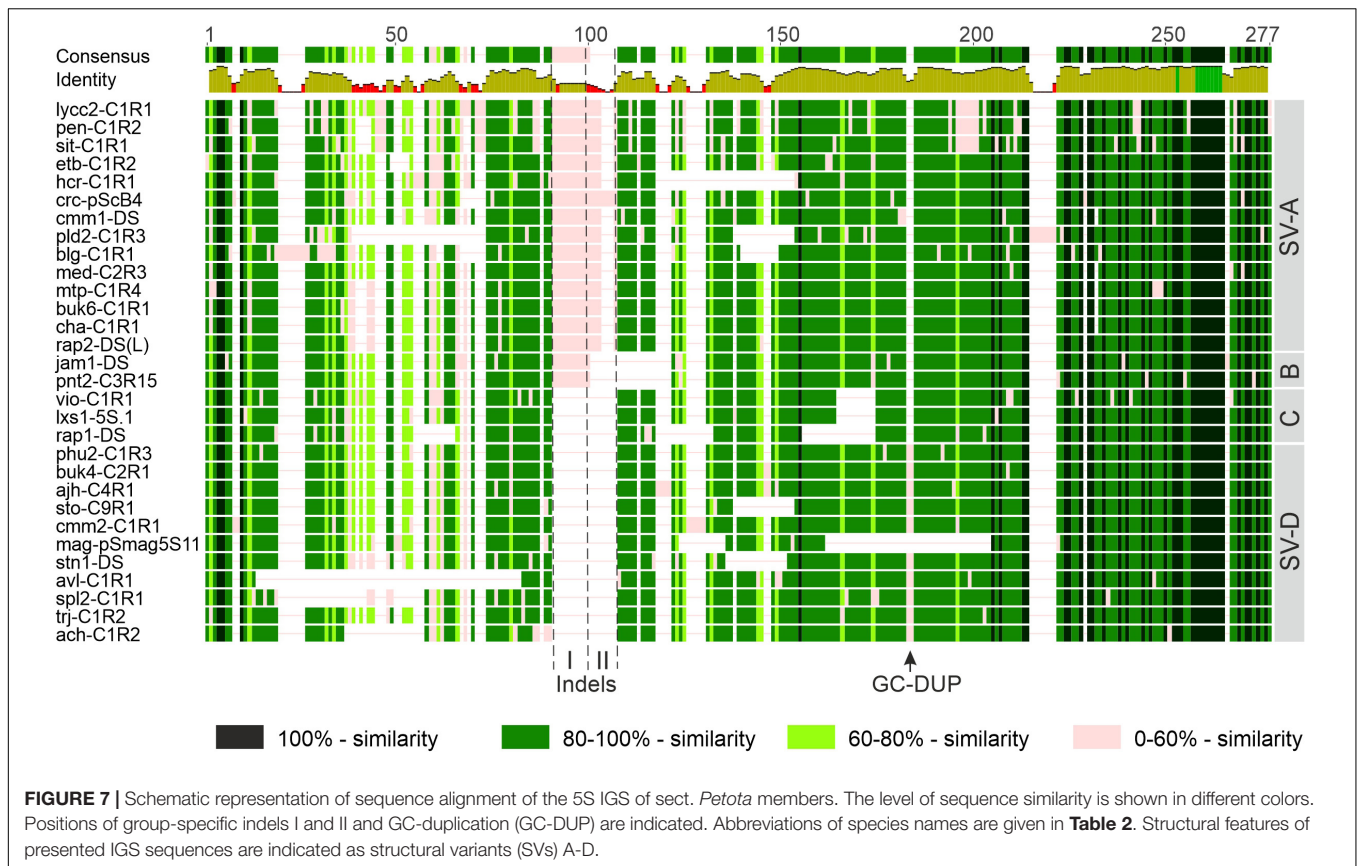 1 50 100 150 200 250 277
Consensus
Identity
lycc2-C1R1
pen-C1R2
sit-C1R1
etb-C1R2
hcr-C1R1
crc-pScB4
cmm1-DS
pld2-C1R3
blg-C1R1
med-C2R3
mtp-C1R4
buk6-C1R1
cha-C1R1
rap2-DS(L)
jam1-DS
pnt2-C3R15
vio-C1R1
lxs1-5S.1
rap1-DS
phu2-C1R3
buk4-C2R1
ajh-C4R1
sto-C9R1
cmm2-C1R1
mag-pSmag5S11
stn1-DS
avl-C1R1
spl2-C1R1
trj-C1R2
ach-C1R2
SV-A
B
C
SV-D
I II
Indels
GC-DUP
100% - similarity 80-100% - similarity 60-80% - similarity 0-60% - similarity
FIGURE 7 | Schematic representation of sequence alignment of the 5S IGS of sect. Petota members. The level of sequence similarity is shown in different colors.
Positions of group-specific indels I and II and GC-duplication (GC-DUP) are indicated. Abbreviations of species names are given in Table 2. Structural features of
presented IGS sequences are indicated as structural variants (SVs) A-D.